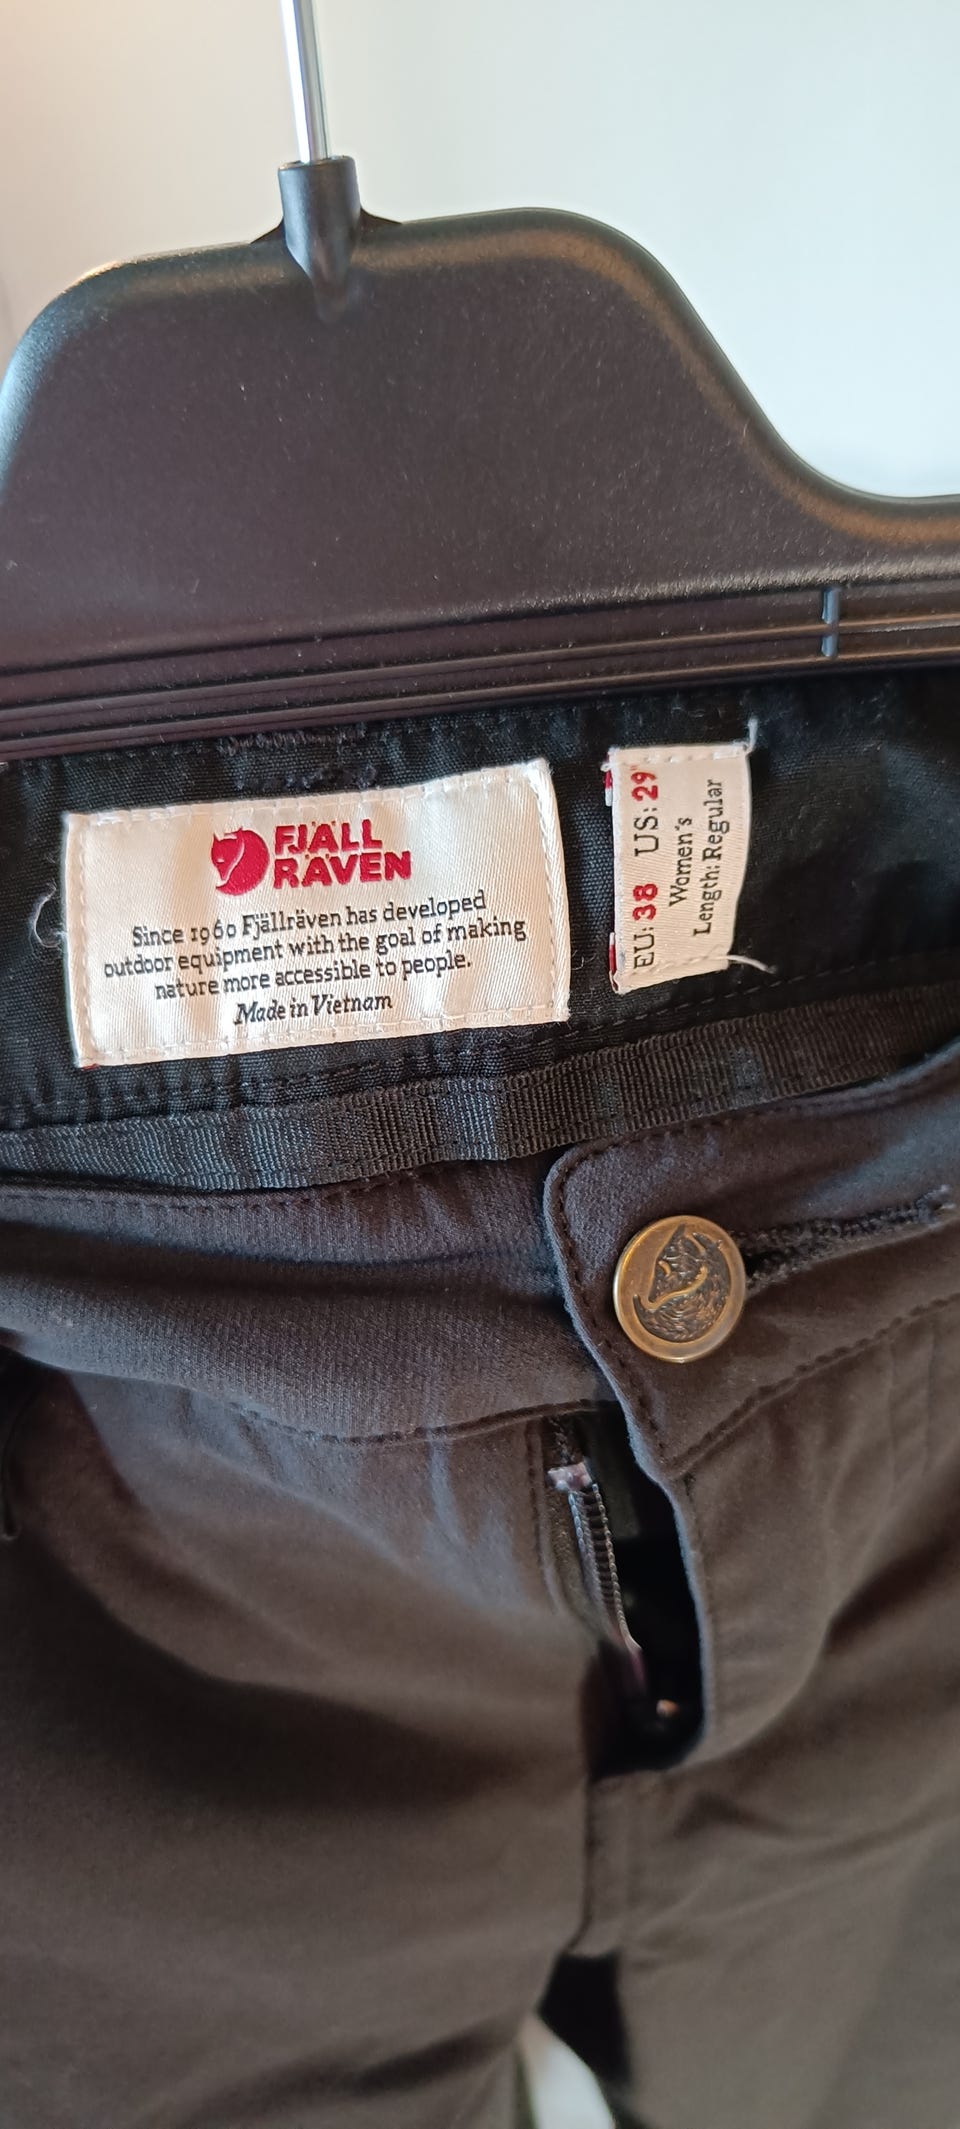 FJÄLL
RÄVEN
Since 1960 Fjällräven has developed
outdoor equipment with the goal of making
nature more accessible to people.
Made in Vietnam
EU: 38 US: 29"
Women's
Length: Regular